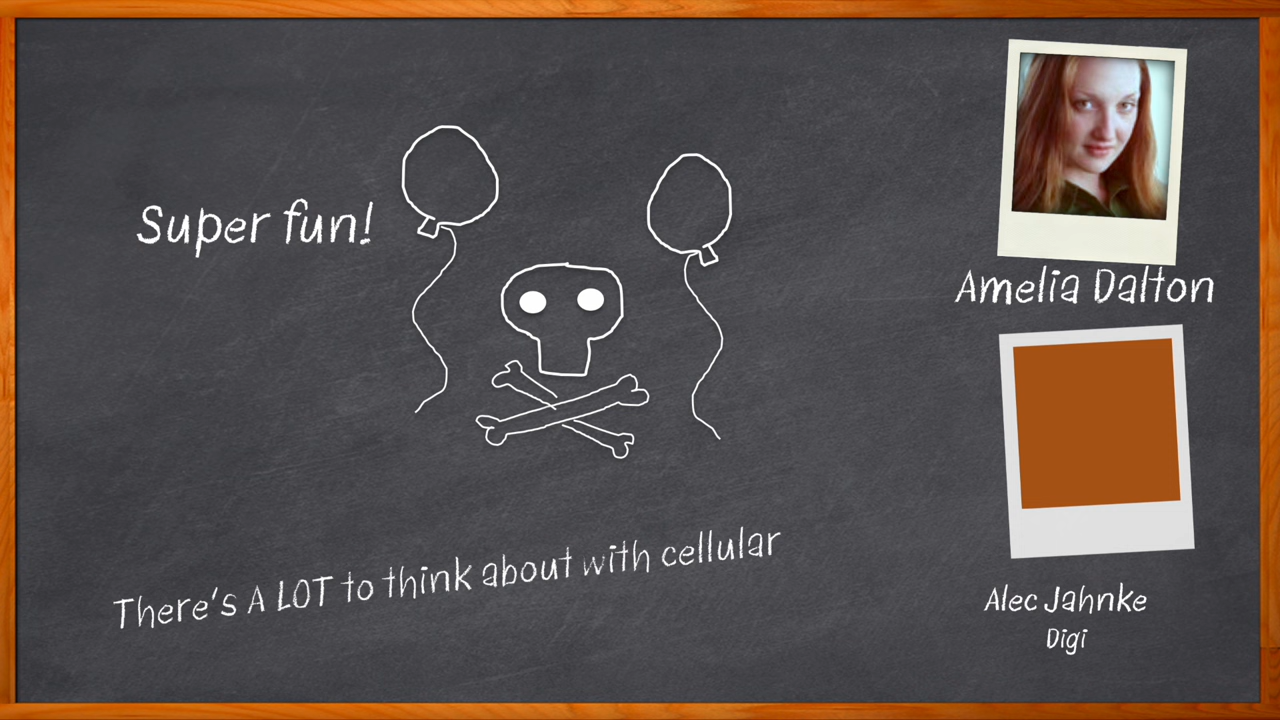 Super fun!
There's A LOT to think about with cellular
Amelia Dalton
Alec Jahnke
Digi